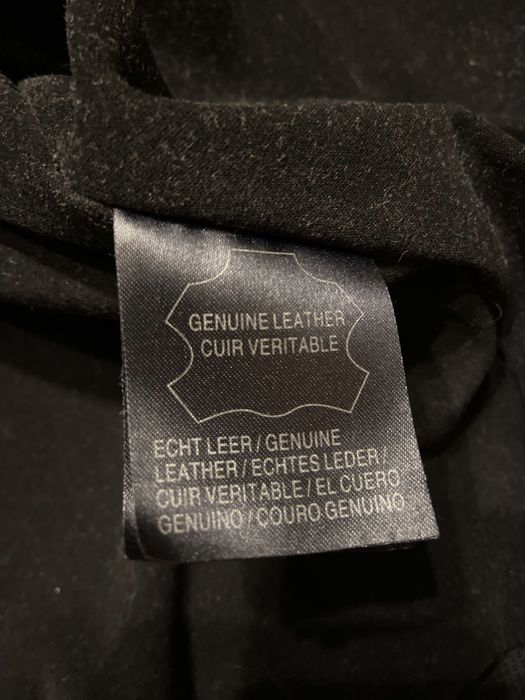 GENUINE LEATHER
CUIR VERITABLE
ECHT LEER / GENUINE
LEATHER / ECHTES LEDER /
CUIR VERITABLE / EL CUERO
GENUINO / COURO GENUINO